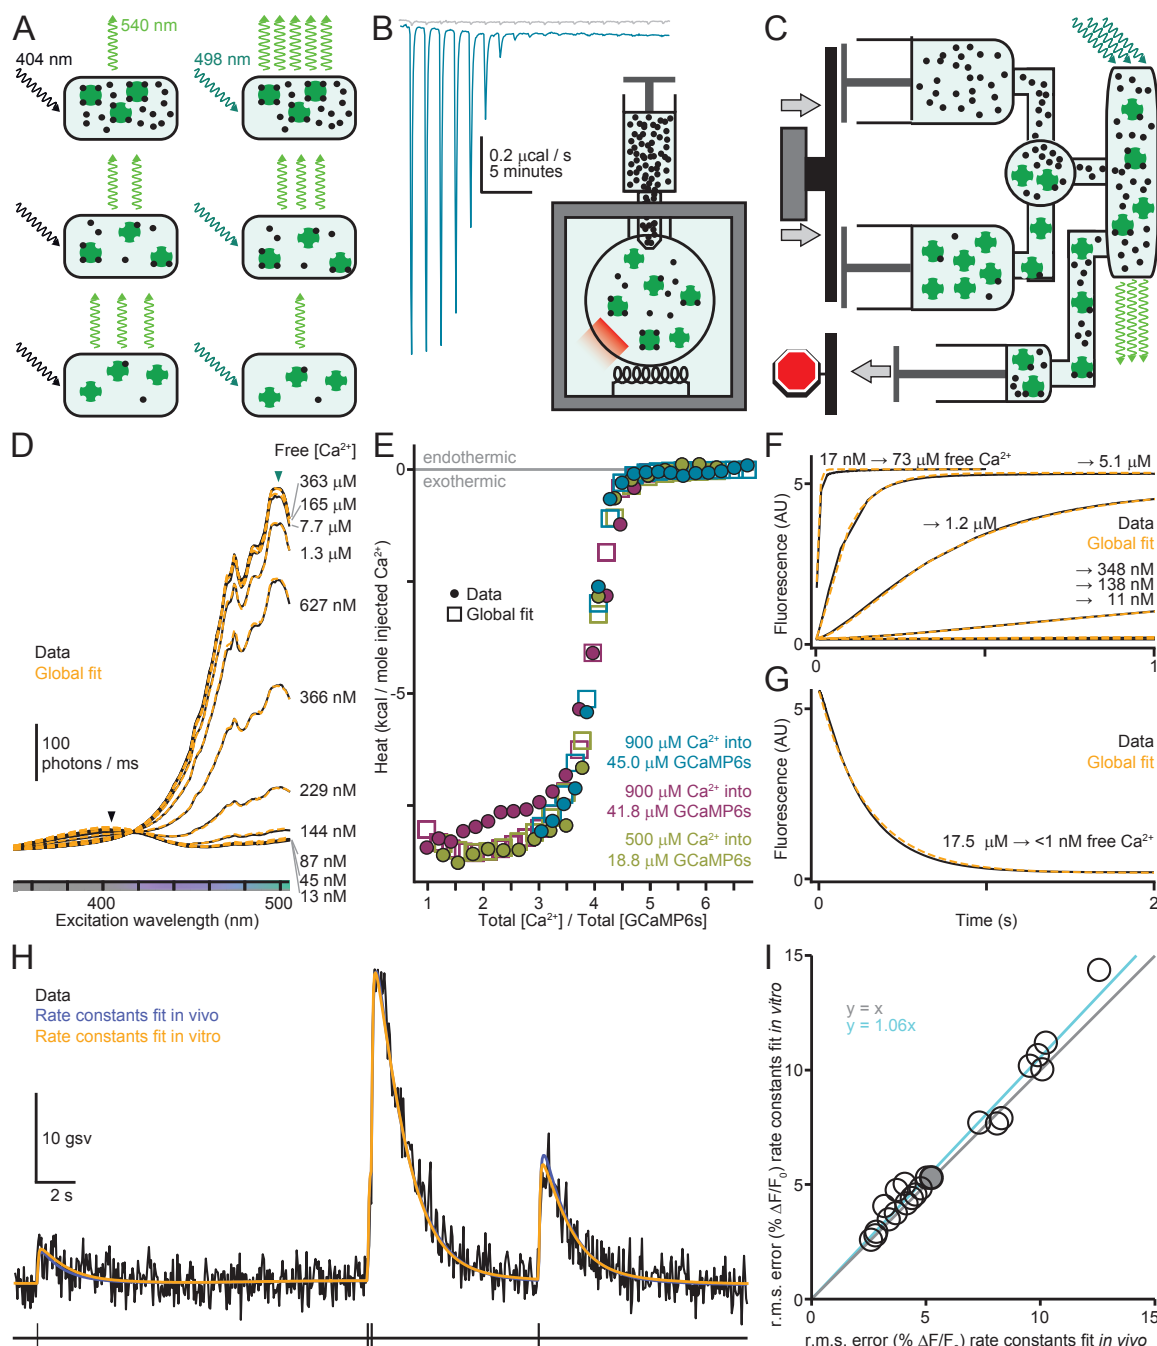 A
540 nm
404 nm
498 nm
B
0.2 μcal / s
5 minutes
C
D
Free [Ca²⁺]
363 μM
165 μM
7.7 μM
1.3 μM
627 nM
366 nM
229 nM
144 nM
87 nM
45 nM
13 nM
Data
Global fit
100
photons / ms
400
500
Excitation wavelength (nm)
E
endothermic
exothermic
0
-5
Heat (kcal / mole injected Ca²⁺)
Data
Global fit
900 μM Ca²⁺ into
45.0 μM GCaMP6s
900 μM Ca²⁺ into
41.8 μM GCaMP6s
500 μM Ca²⁺ into
18.8 μM GCaMP6s
1 2 3 4 5 6
Total [Ca²⁺] / Total [GCaMP6s]
F
17 nM → 73 μM free Ca²⁺
→ 5.1 μM
→ 1.2 μM
Data
Global fit
→ 348 nM
→ 138 nM
→ 11 nM
Fluorescence (AU)
5
0
0
1
G
Fluorescence (AU)
5
0
Data
Global fit
17.5 μM → <1 nM free Ca²⁺
0
2
Time (s)
H
Data
Rate constants fit in vivo
Rate constants fit in vitro
10 gsv
2 s
I
15
10
5
0
y = x
y = 1.06x
r.m.s. error (% ΔF/F₀) rate constants fit in vitro
0 5 10 15
r.m.s. error (% ΔF/F₀) rate constants fit in vivo